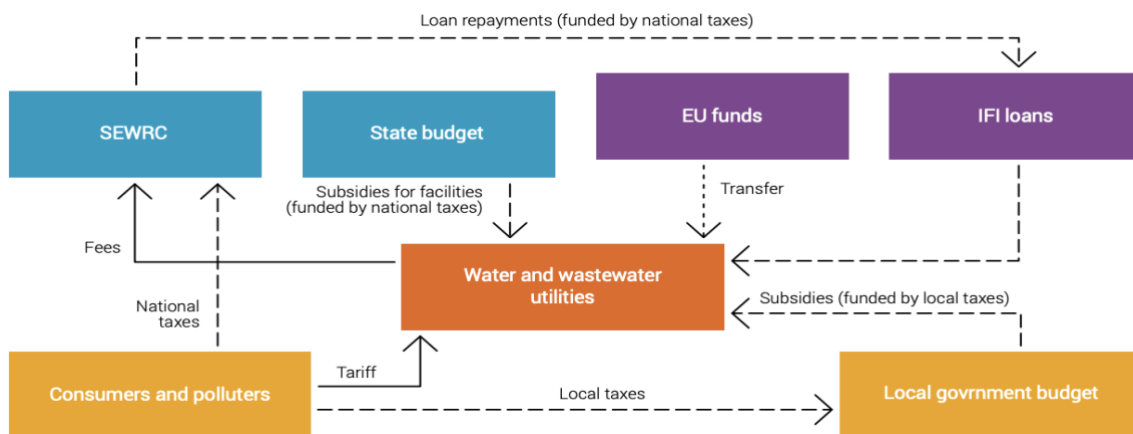 Loan repayments (funded by national taxes)
SEWRC
State budget
EU funds
IFI loans
Subsidies for facilities
(funded by national taxes)
Transfer
Fees
Water and wastewater
utilities
National
taxes
Subsidies (funded by local taxes)
Consumers and polluters
Tariff
Local taxes
Local govrnment budget